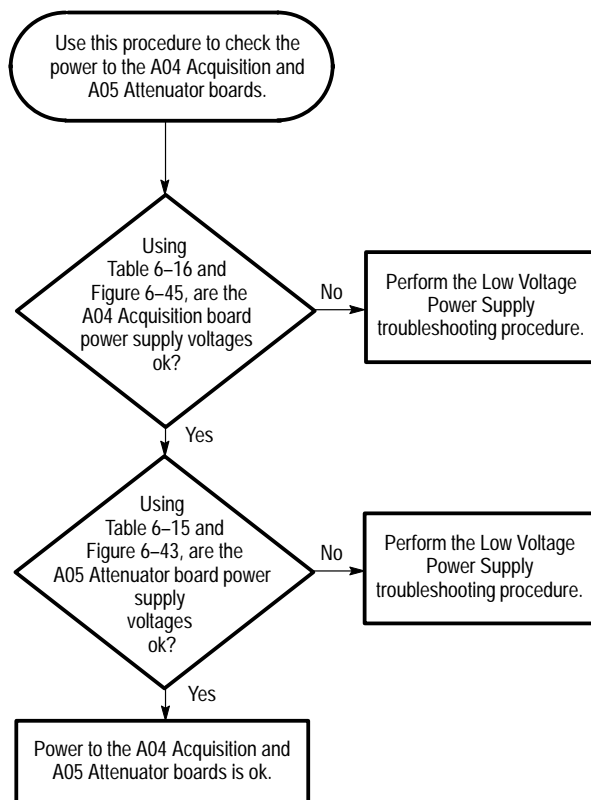 Use this procedure to check the
power to the A04 Acquisition and
A05 Attenuator boards.
Using
Table 6–16 and
Figure 6–45, are the
A04 Acquisition board
power supply voltages
ok?
No
Perform the Low Voltage
Power Supply
troubleshooting procedure.
Yes
Using
Table 6–15 and
Figure 6–43, are the
A05 Attenuator board power
supply
voltages
ok?
No
Perform the Low Voltage
Power Supply
troubleshooting procedure.
Yes
Power to the A04 Acquisition and
A05 Attenuator boards is ok.